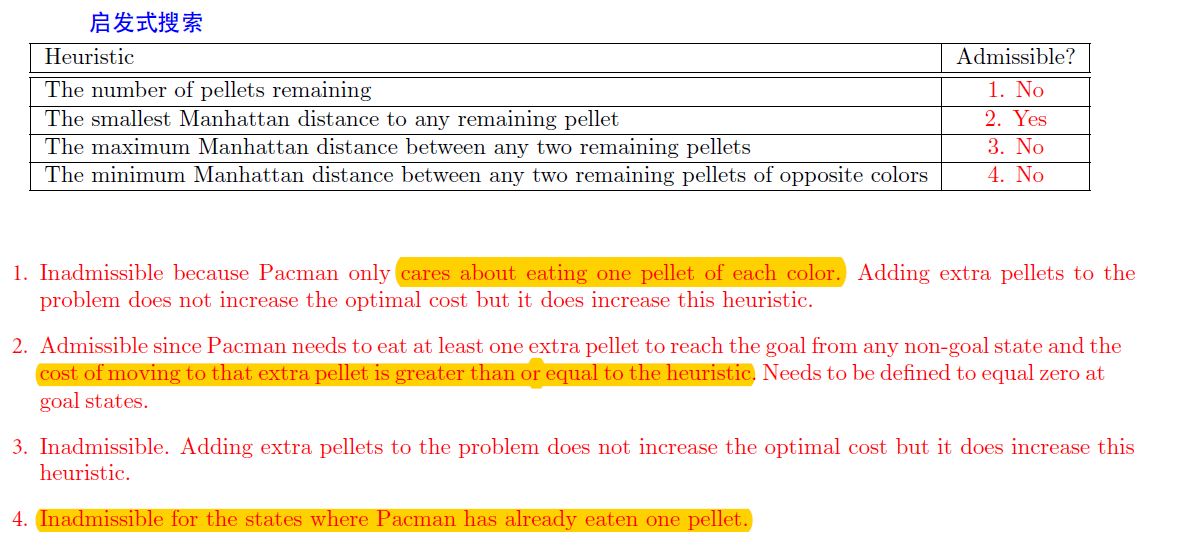 启发式搜索
Heuristic Admissible?
The number of pellets remaining 1. No
The smallest Manhattan distance to any remaining pellet 2. Yes
The maximum Manhattan distance between any two remaining pellets 3. No
The minimum Manhattan distance between any two remaining pellets of opposite colors 4. No
1. Inadmissible because Pacman only cares about eating one pellet of each color. Adding extra pellets to the
problem does not increase the optimal cost but it does increase this heuristic.
2. Admissible since Pacman needs to eat at least one extra pellet to reach the goal from any non-goal state and the
cost of moving to that extra pellet is greater than or equal to the heuristic. Needs to be defined to equal zero at
goal states.
3. Inadmissible. Adding extra pellets to the problem does not increase the optimal cost but it does increase this
heuristic.
4. Inadmissible for the states where Pacman has already eaten one pellet.